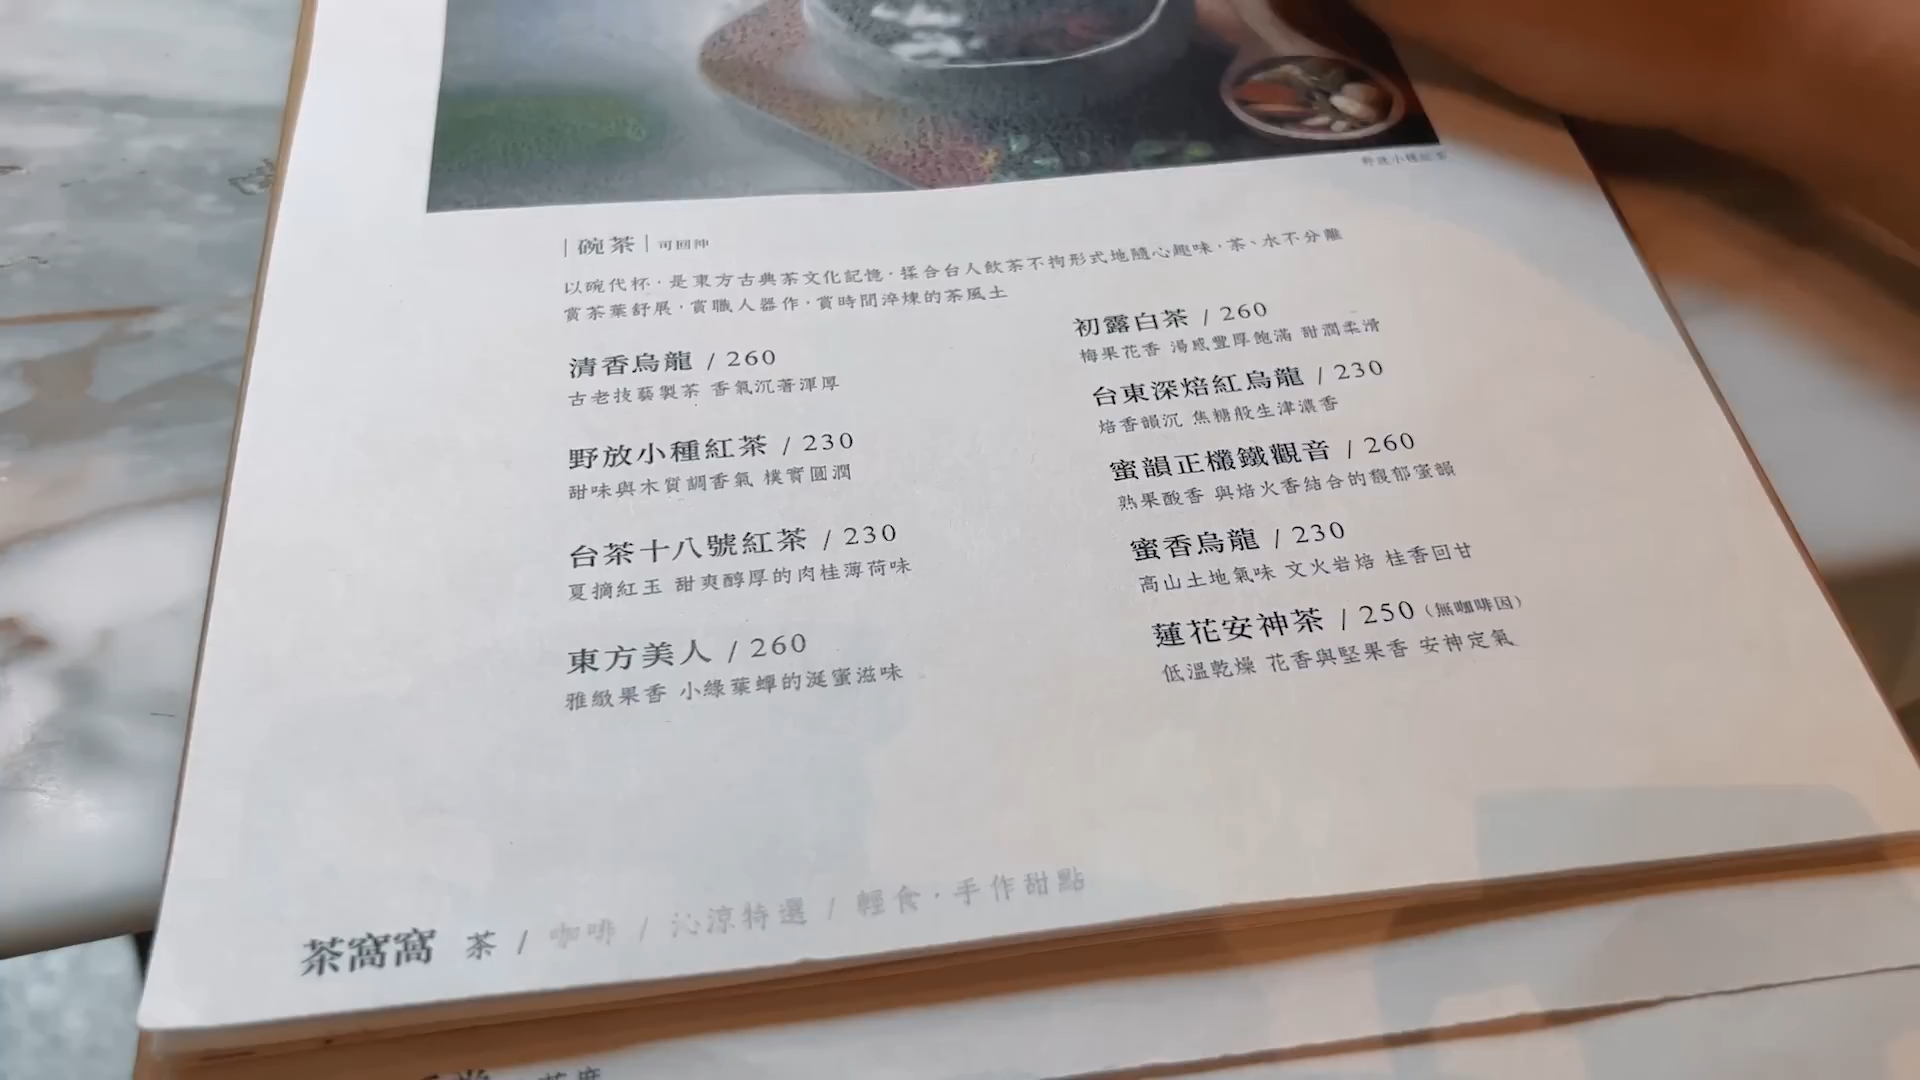 野放小種紅茶
|碗茶| 可回沖
以碗代杯·是東方古典茶文化記憶·揉合台人飲茶不拘形式地隨心趣味·茶、水不分離
賞茶葉舒展·賞職人器作·賞時間淬煉的茶風土
清香烏龍 / 260
古老技藝製茶 香氣沉著渾厚
野放小種紅茶 / 230
甜味與木質調香氣 樸實圓潤
台茶十八號紅茶 / 230
夏摘紅玉 甜爽醇厚的肉桂薄荷味
東方美人 / 260
雅緻果香 小綠葉蟬的涎蜜滋味
初露白茶 / 260
梅果花香 湯感豐厚飽滿 甜潤柔滑
台東深焙紅烏龍 / 230
焙香韻沉 焦糖般生津濃香
蜜韻正欉鐵觀音 / 260
熟果酸香 與焙火香結合的馥郁蜜韻
蜜香烏龍 / 230
高山土地氣味 文火岩焙 桂香回甘
蓮花安神茶 / 250 (無咖啡因)
低溫乾燥 花香與堅果香 安神定氣
茶窩窩 茶 / 咖啡 / 沁涼特選 / 輕食·手作甜點